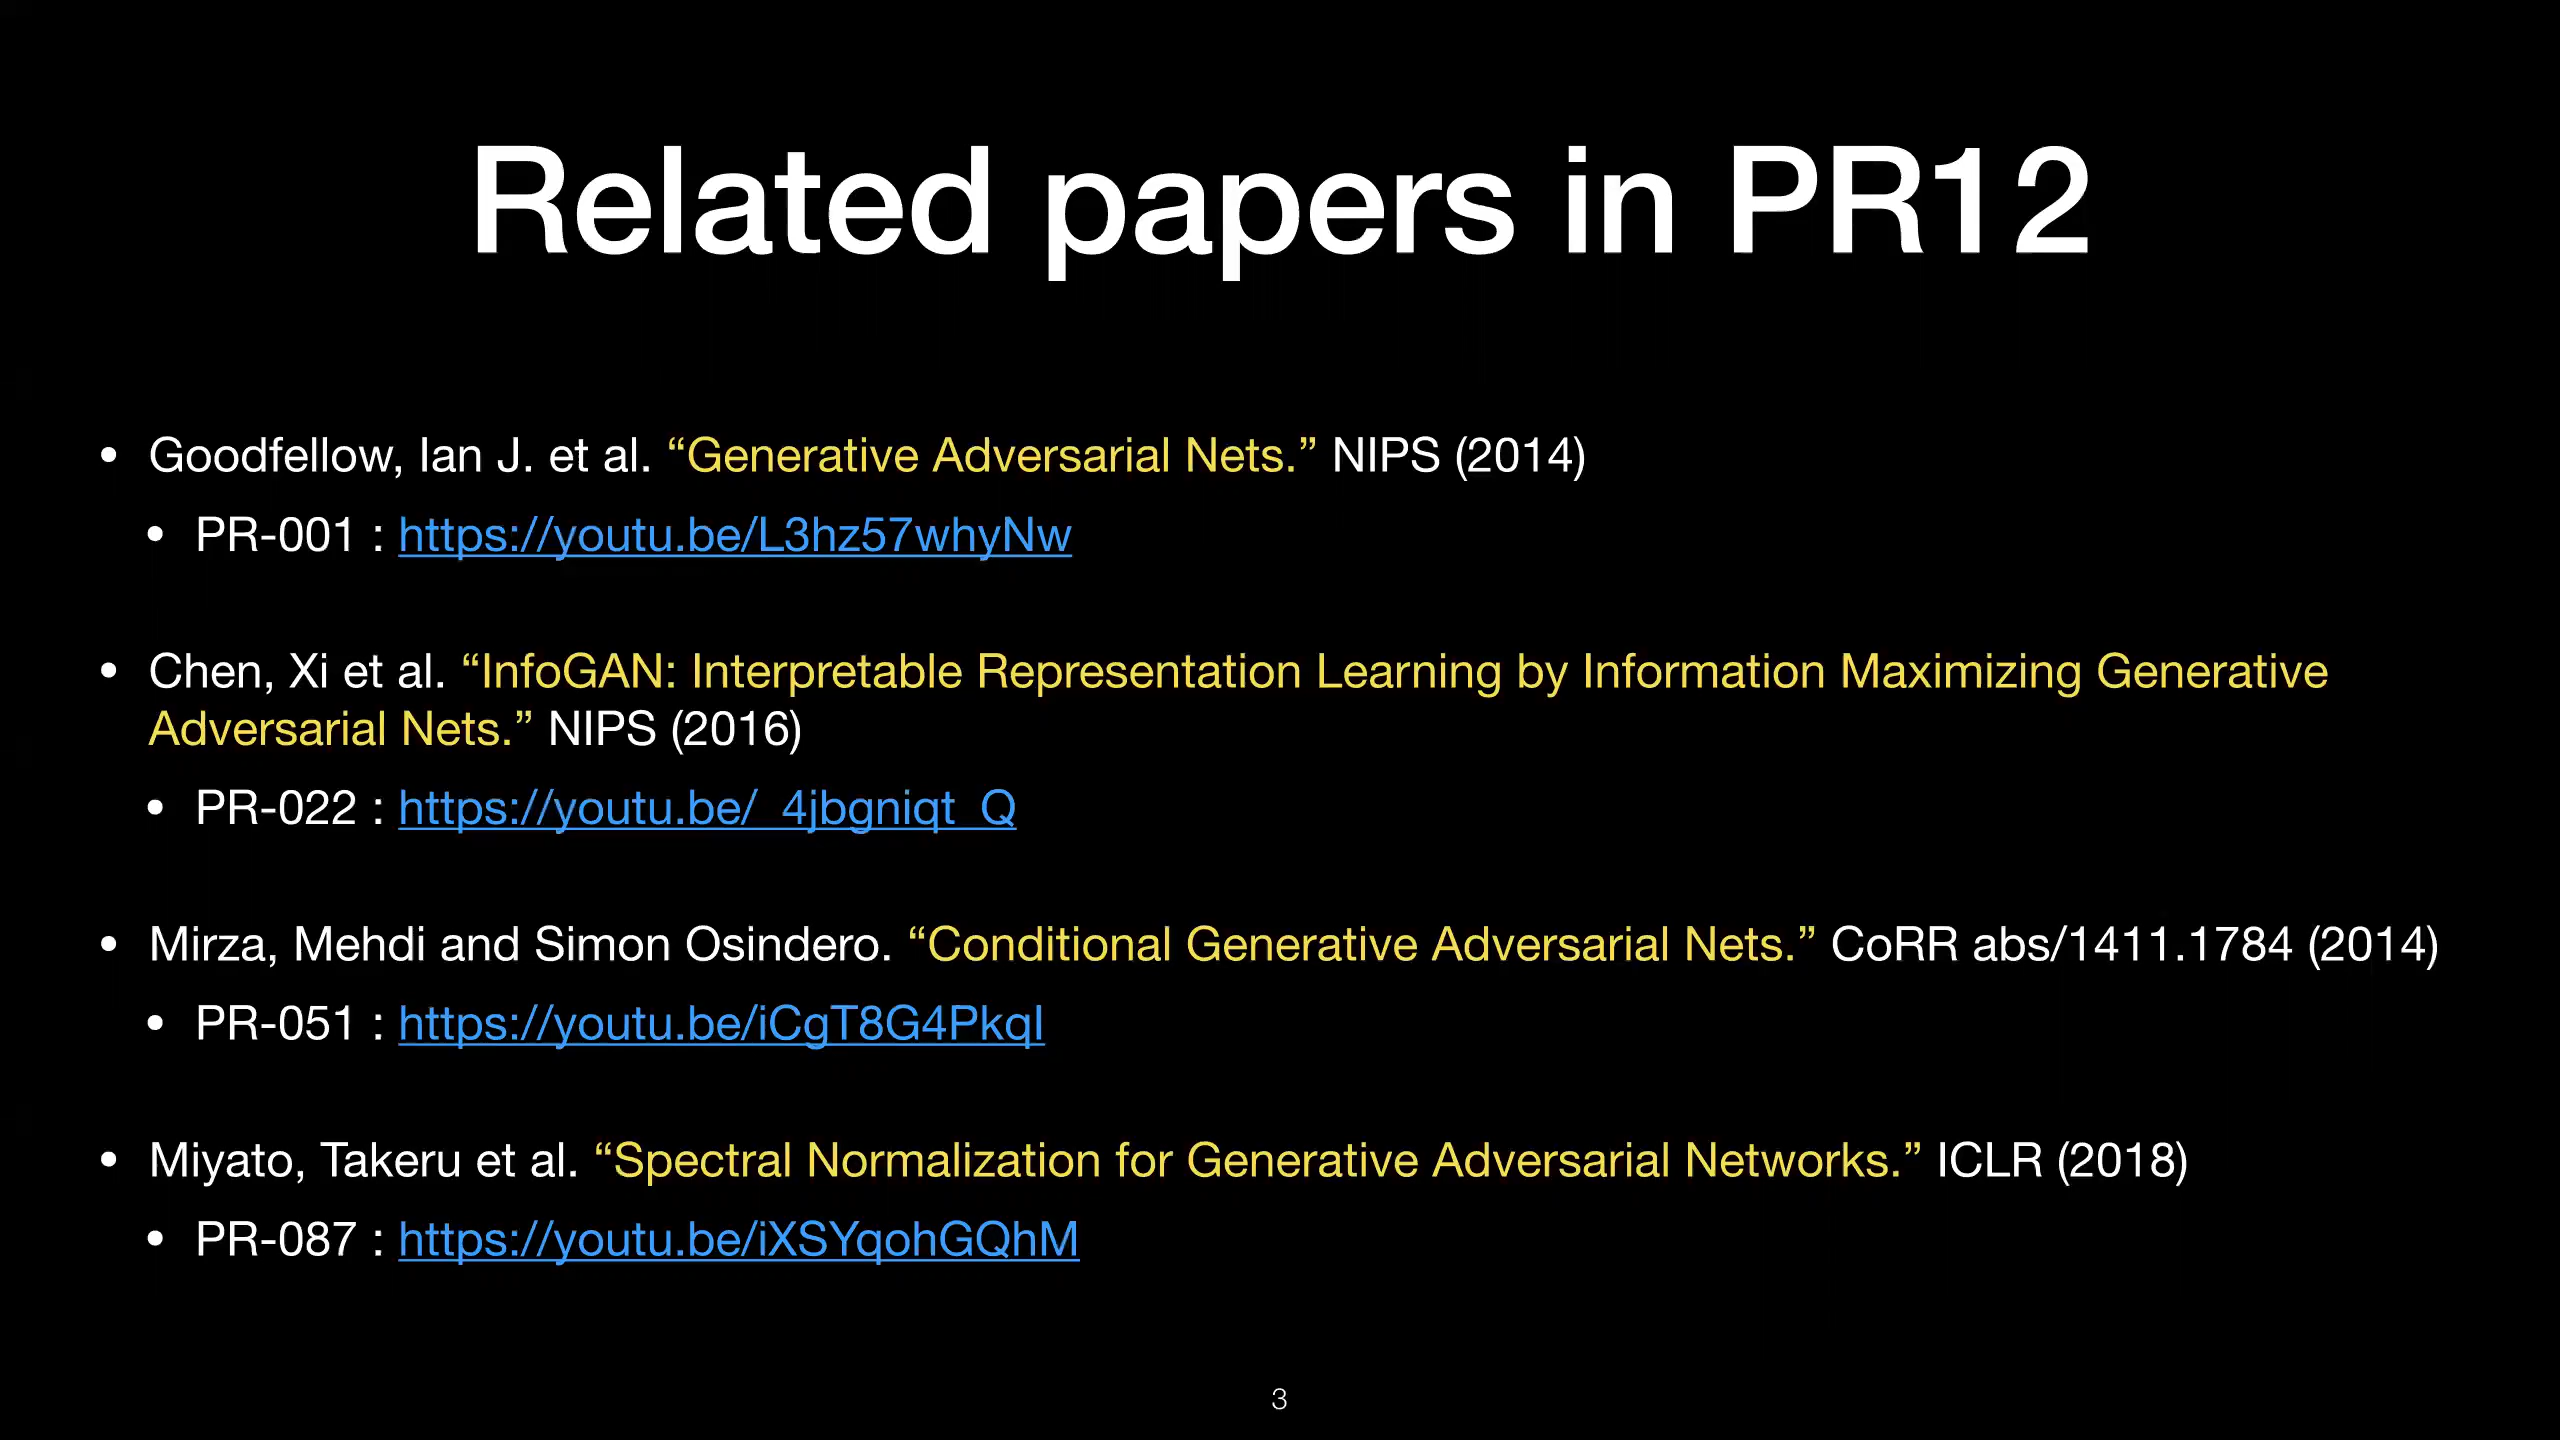 Related papers in PR12
• Goodfellow, Ian J. et al. “Generative Adversarial Nets.” NIPS (2014)
• PR-001 : https://youtu.be/L3hz57whyNw
• Chen, Xi et al. “InfoGAN: Interpretable Representation Learning by Information Maximizing Generative
Adversarial Nets.” NIPS (2016)
• PR-022 : https://youtu.be/_4jbgniqt_Q
• Mirza, Mehdi and Simon Osindero. “Conditional Generative Adversarial Nets.” CoRR abs/1411.1784 (2014)
• PR-051 : https://youtu.be/iCgT8G4PkqI
• Miyato, Takeru et al. “Spectral Normalization for Generative Adversarial Networks.” ICLR (2018)
• PR-087 : https://youtu.be/iXSYqohGQhM
3